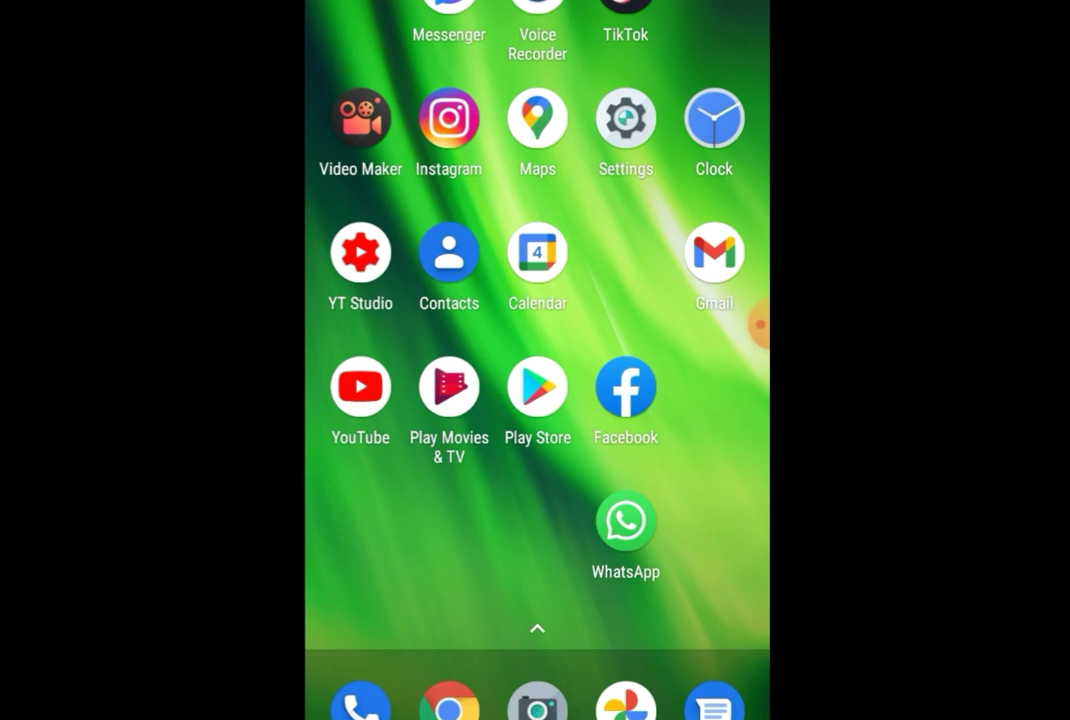 Messenger
Voice
Recorder
TikTok
Video Maker
Instagram
Maps
Settings
Clock
YT Studio
Contacts
4
Calendar
Gmail
YouTube
Play Movies
& TV
Play Store
Facebook
WhatsApp